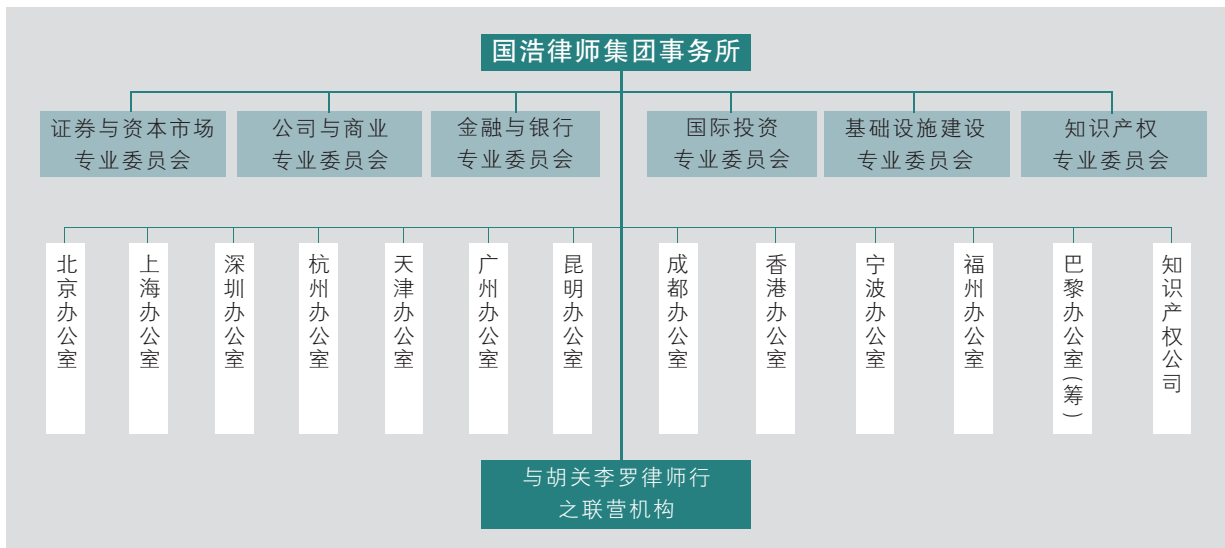 国浩律师集团事务所
证券与资本市场
专业委员会
公司与商业
专业委员会
金融与银行
专业委员会
国际投资
专业委员会
基础设施建设
专业委员会
知识产权
专业委员会
北京办公室
上海办公室
深圳办公室
杭州办公室
天津办公室
广州办公室
昆明办公室
成都办公室
香港办公室
宁波办公室
福州办公室
巴黎办公室(筹)
知识产权公司
与胡关李罗律师行
之联营机构